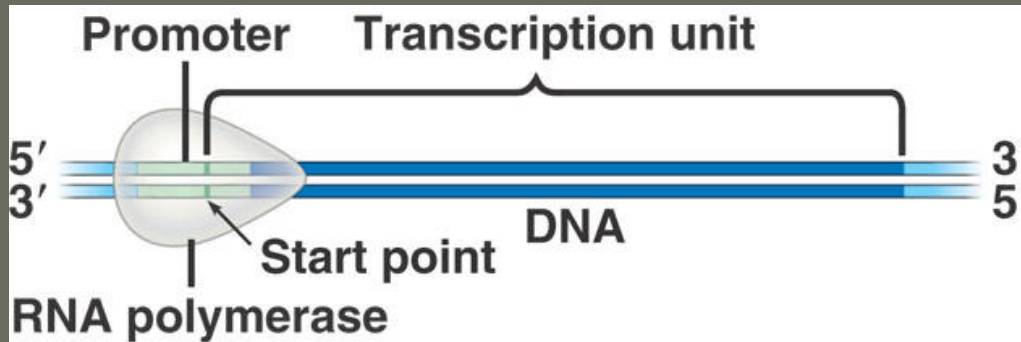 Promoter
Transcription unit
5′
3
3′
5
DNA
Start point
RNA polymerase